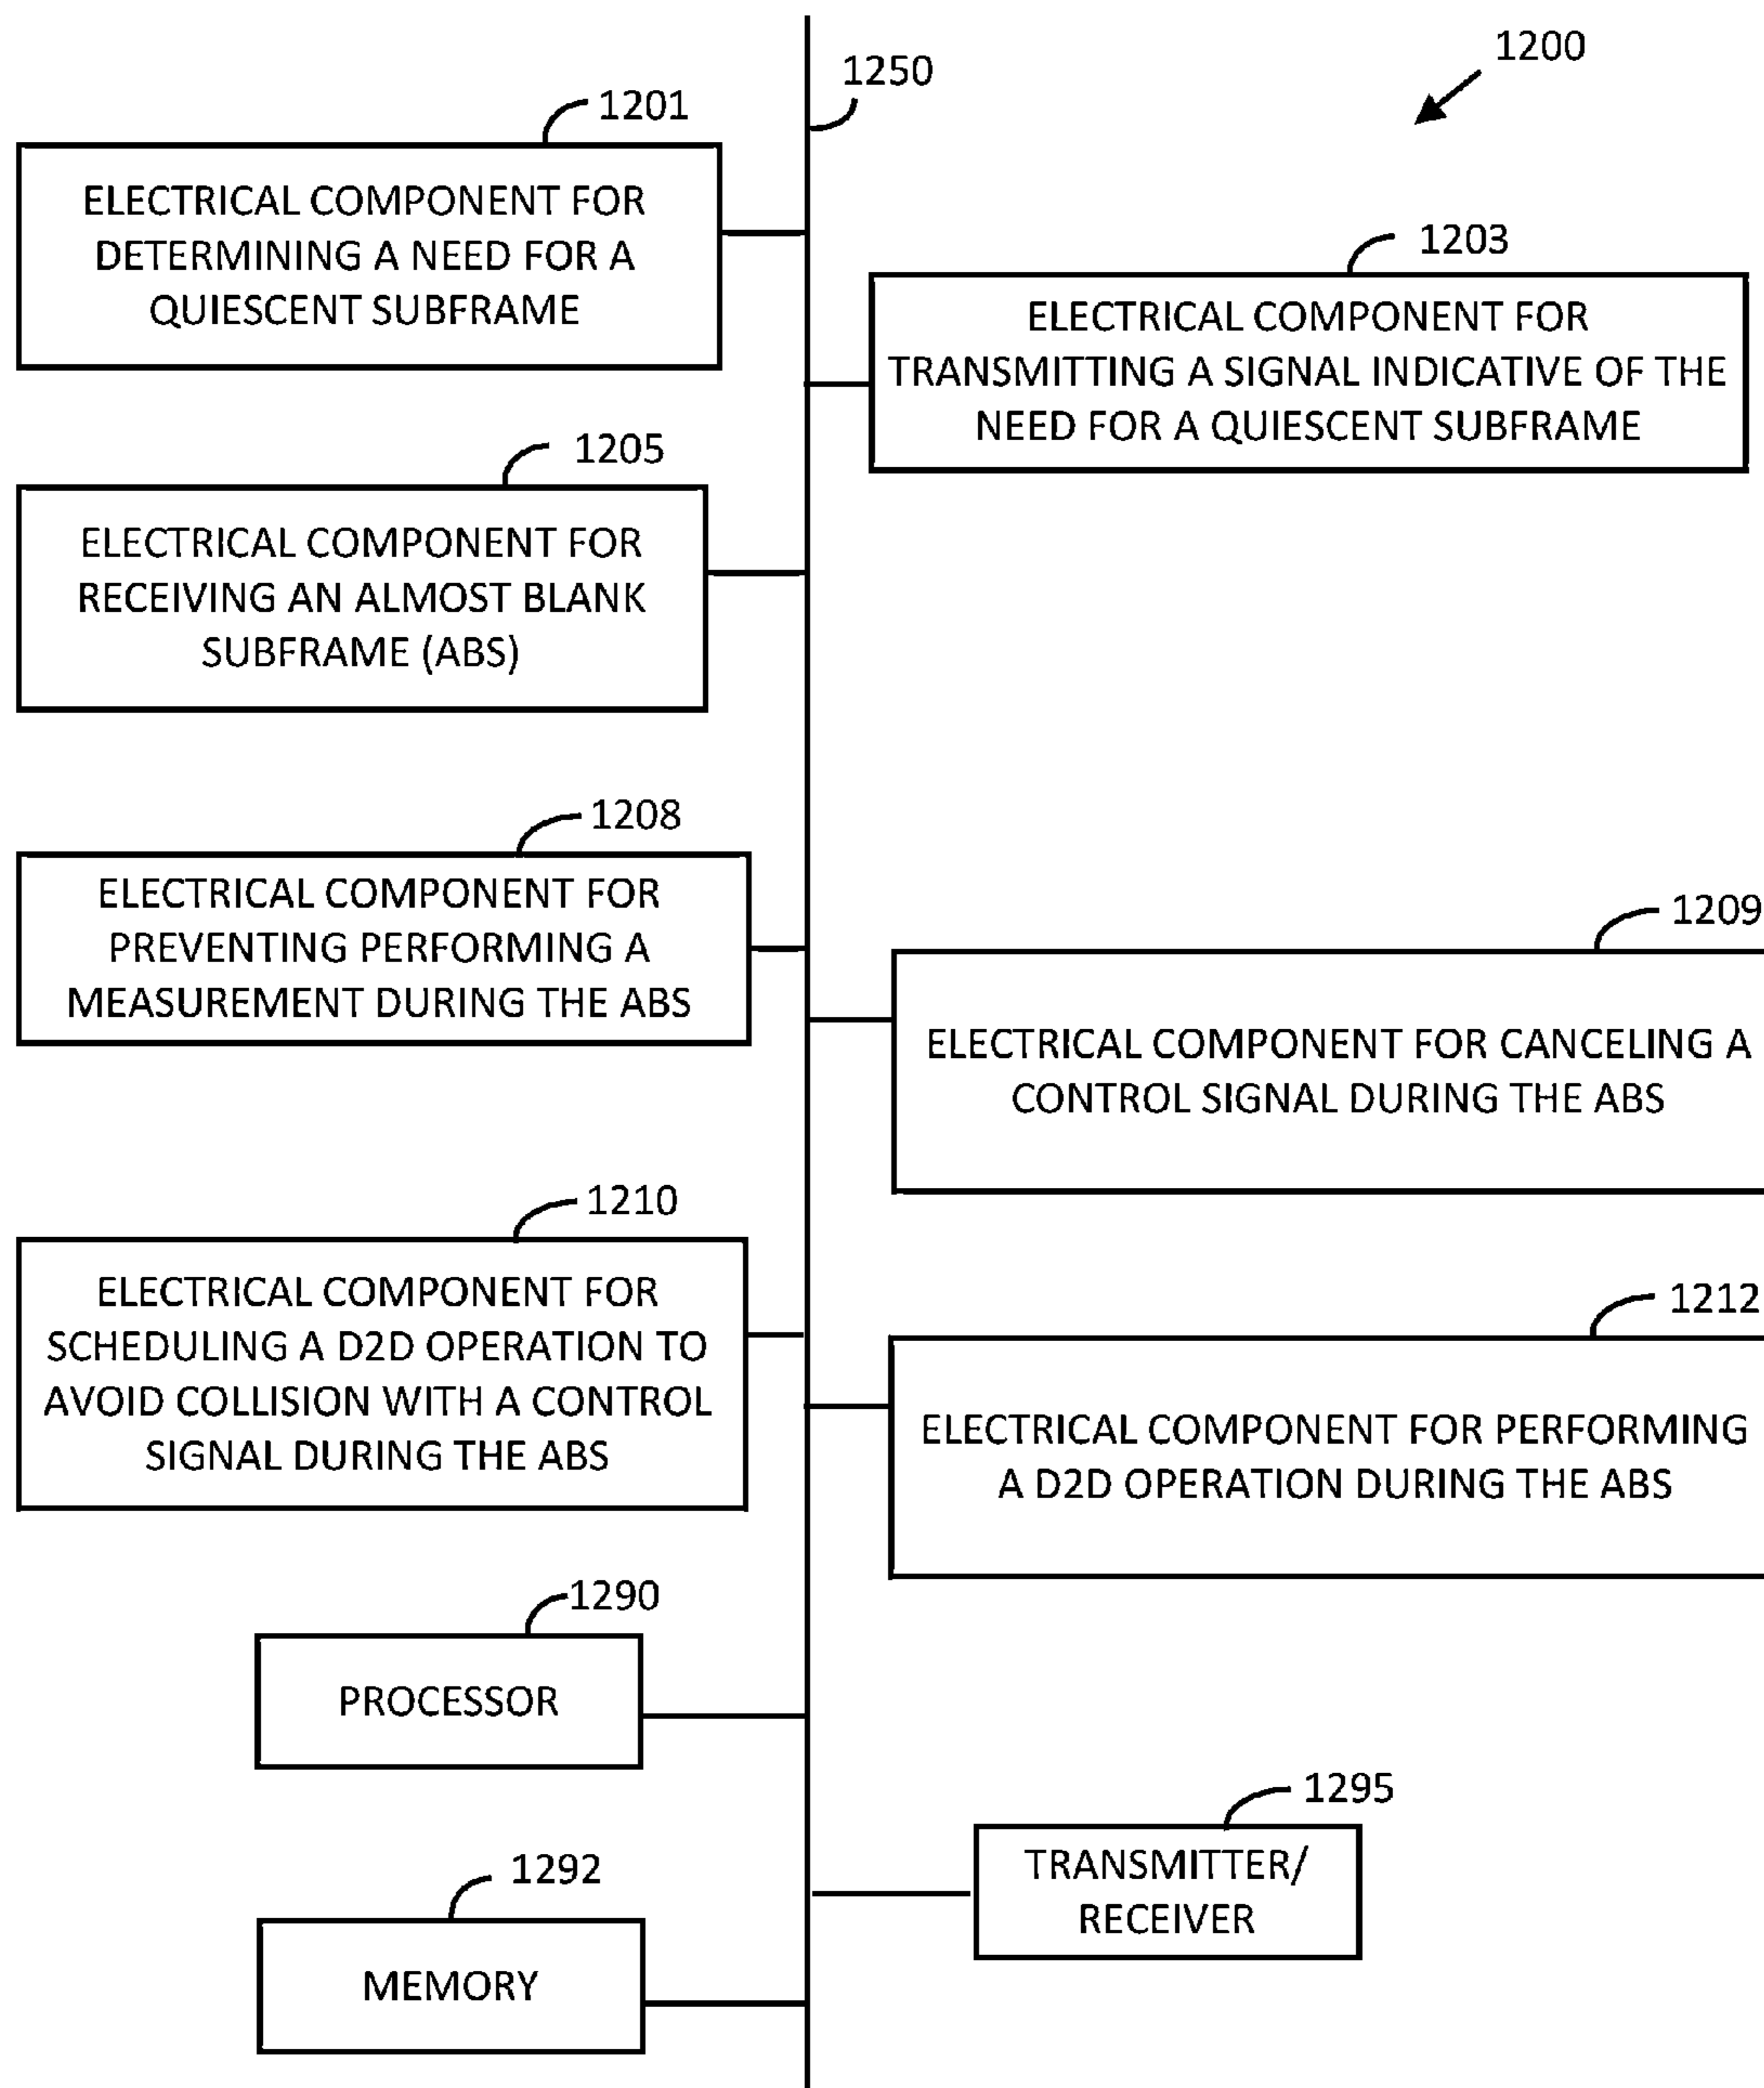 1200
1250
1201
ELECTRICAL COMPONENT FOR
DETERMINING A NEED FOR A
QUIESCENT SUBFRAME
1203
ELECTRICAL COMPONENT FOR
TRANSMITTING A SIGNAL INDICATIVE OF THE
NEED FOR A QUIESCENT SUBFRAME
1205
ELECTRICAL COMPONENT FOR
RECEIVING AN ALMOST BLANK
SUBFRAME (ABS)
1208
ELECTRICAL COMPONENT FOR
PREVENTING PERFORMING A
MEASUREMENT DURING THE ABS
1209
ELECTRICAL COMPONENT FOR CANCELING A
CONTROL SIGNAL DURING THE ABS
1210
ELECTRICAL COMPONENT FOR
SCHEDULING A D2D OPERATION TO
AVOID COLLISION WITH A CONTROL
SIGNAL DURING THE ABS
1212
ELECTRICAL COMPONENT FOR PERFORMING
A D2D OPERATION DURING THE ABS
1290
PROCESSOR
1295
TRANSMITTER/
RECEIVER
1292
MEMORY